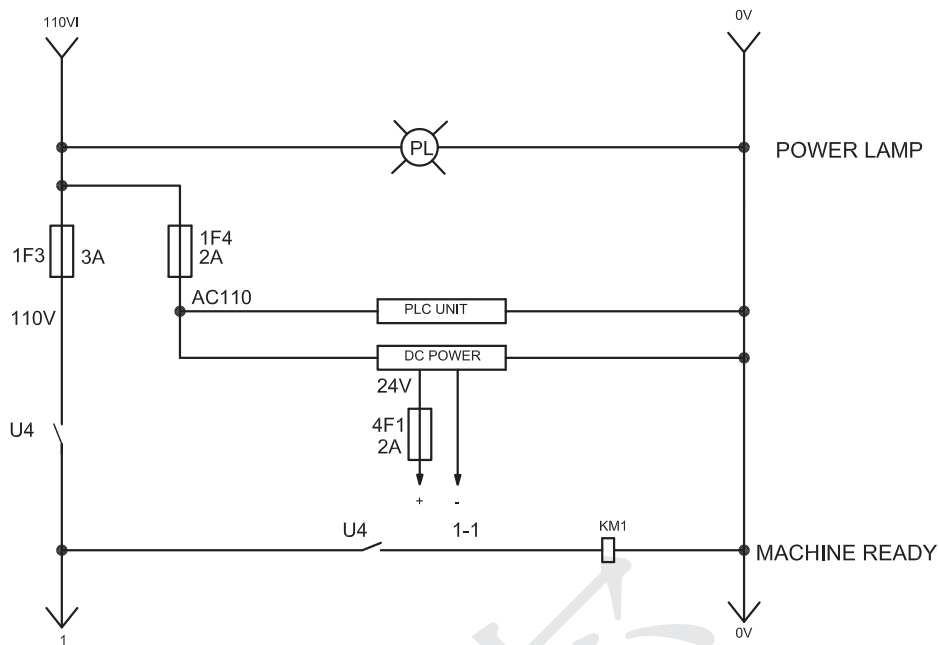 110VI
0V
PL
POWER LAMP
1F3
3A
1F4
2A
AC110
PLC UNIT
110V
DC POWER
24V
4F1
2A
U4
+
-
U4
1-1
KM1
MACHINE READY
1
0V